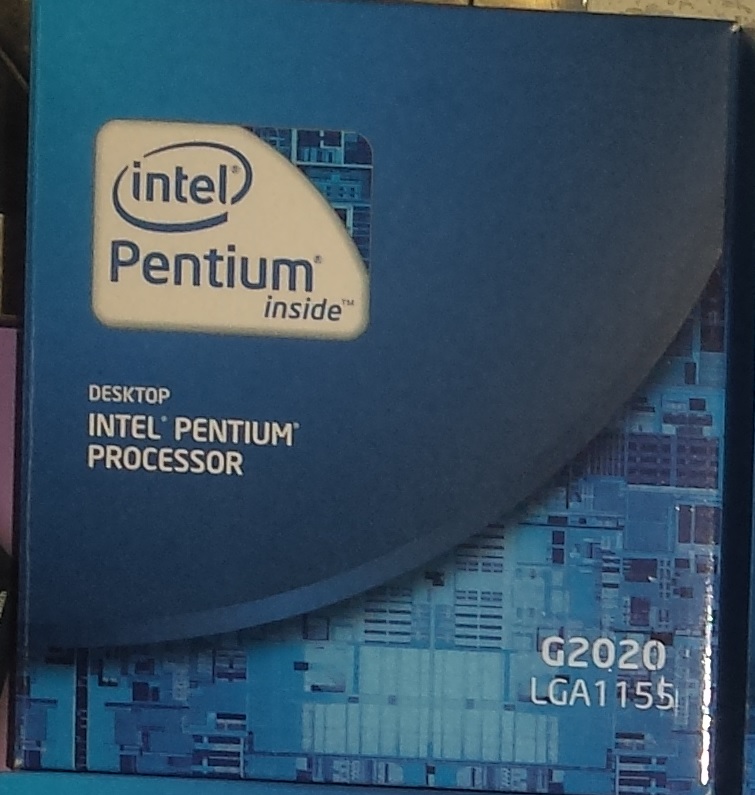 intel®
Pentium®
inside™
DESKTOP
INTEL® PENTIUM®
PROCESSOR
G2020
LGA1155